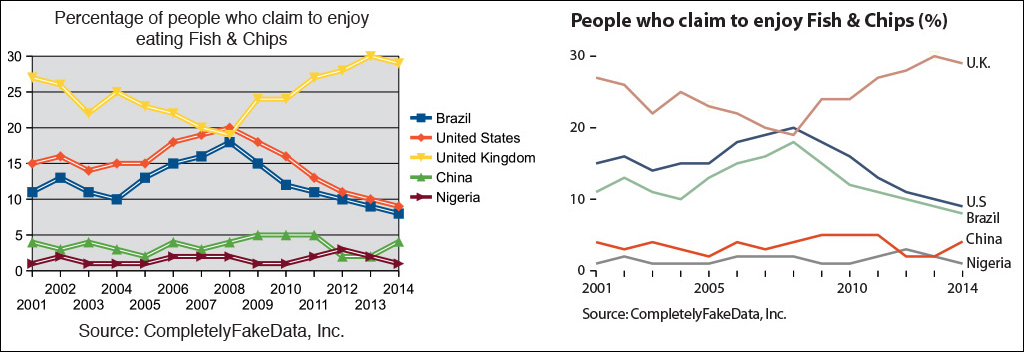 Percentage of people who claim to enjoy
eating Fish & Chips
30
25
20
15
10
5
0
2002 2004 2006 2008 2010 2012 2014
2001 2003 2005 2007 2009 2011 2013
Brazil
United States
United Kingdom
China
Nigeria
Source: CompletelyFakeData, Inc.
People who claim to enjoy Fish & Chips (%)
30
20
10
0
U.K.
U.S
Brazil
China
Nigeria
2001 2005 2010 2014
Source: CompletelyFakeData, Inc.